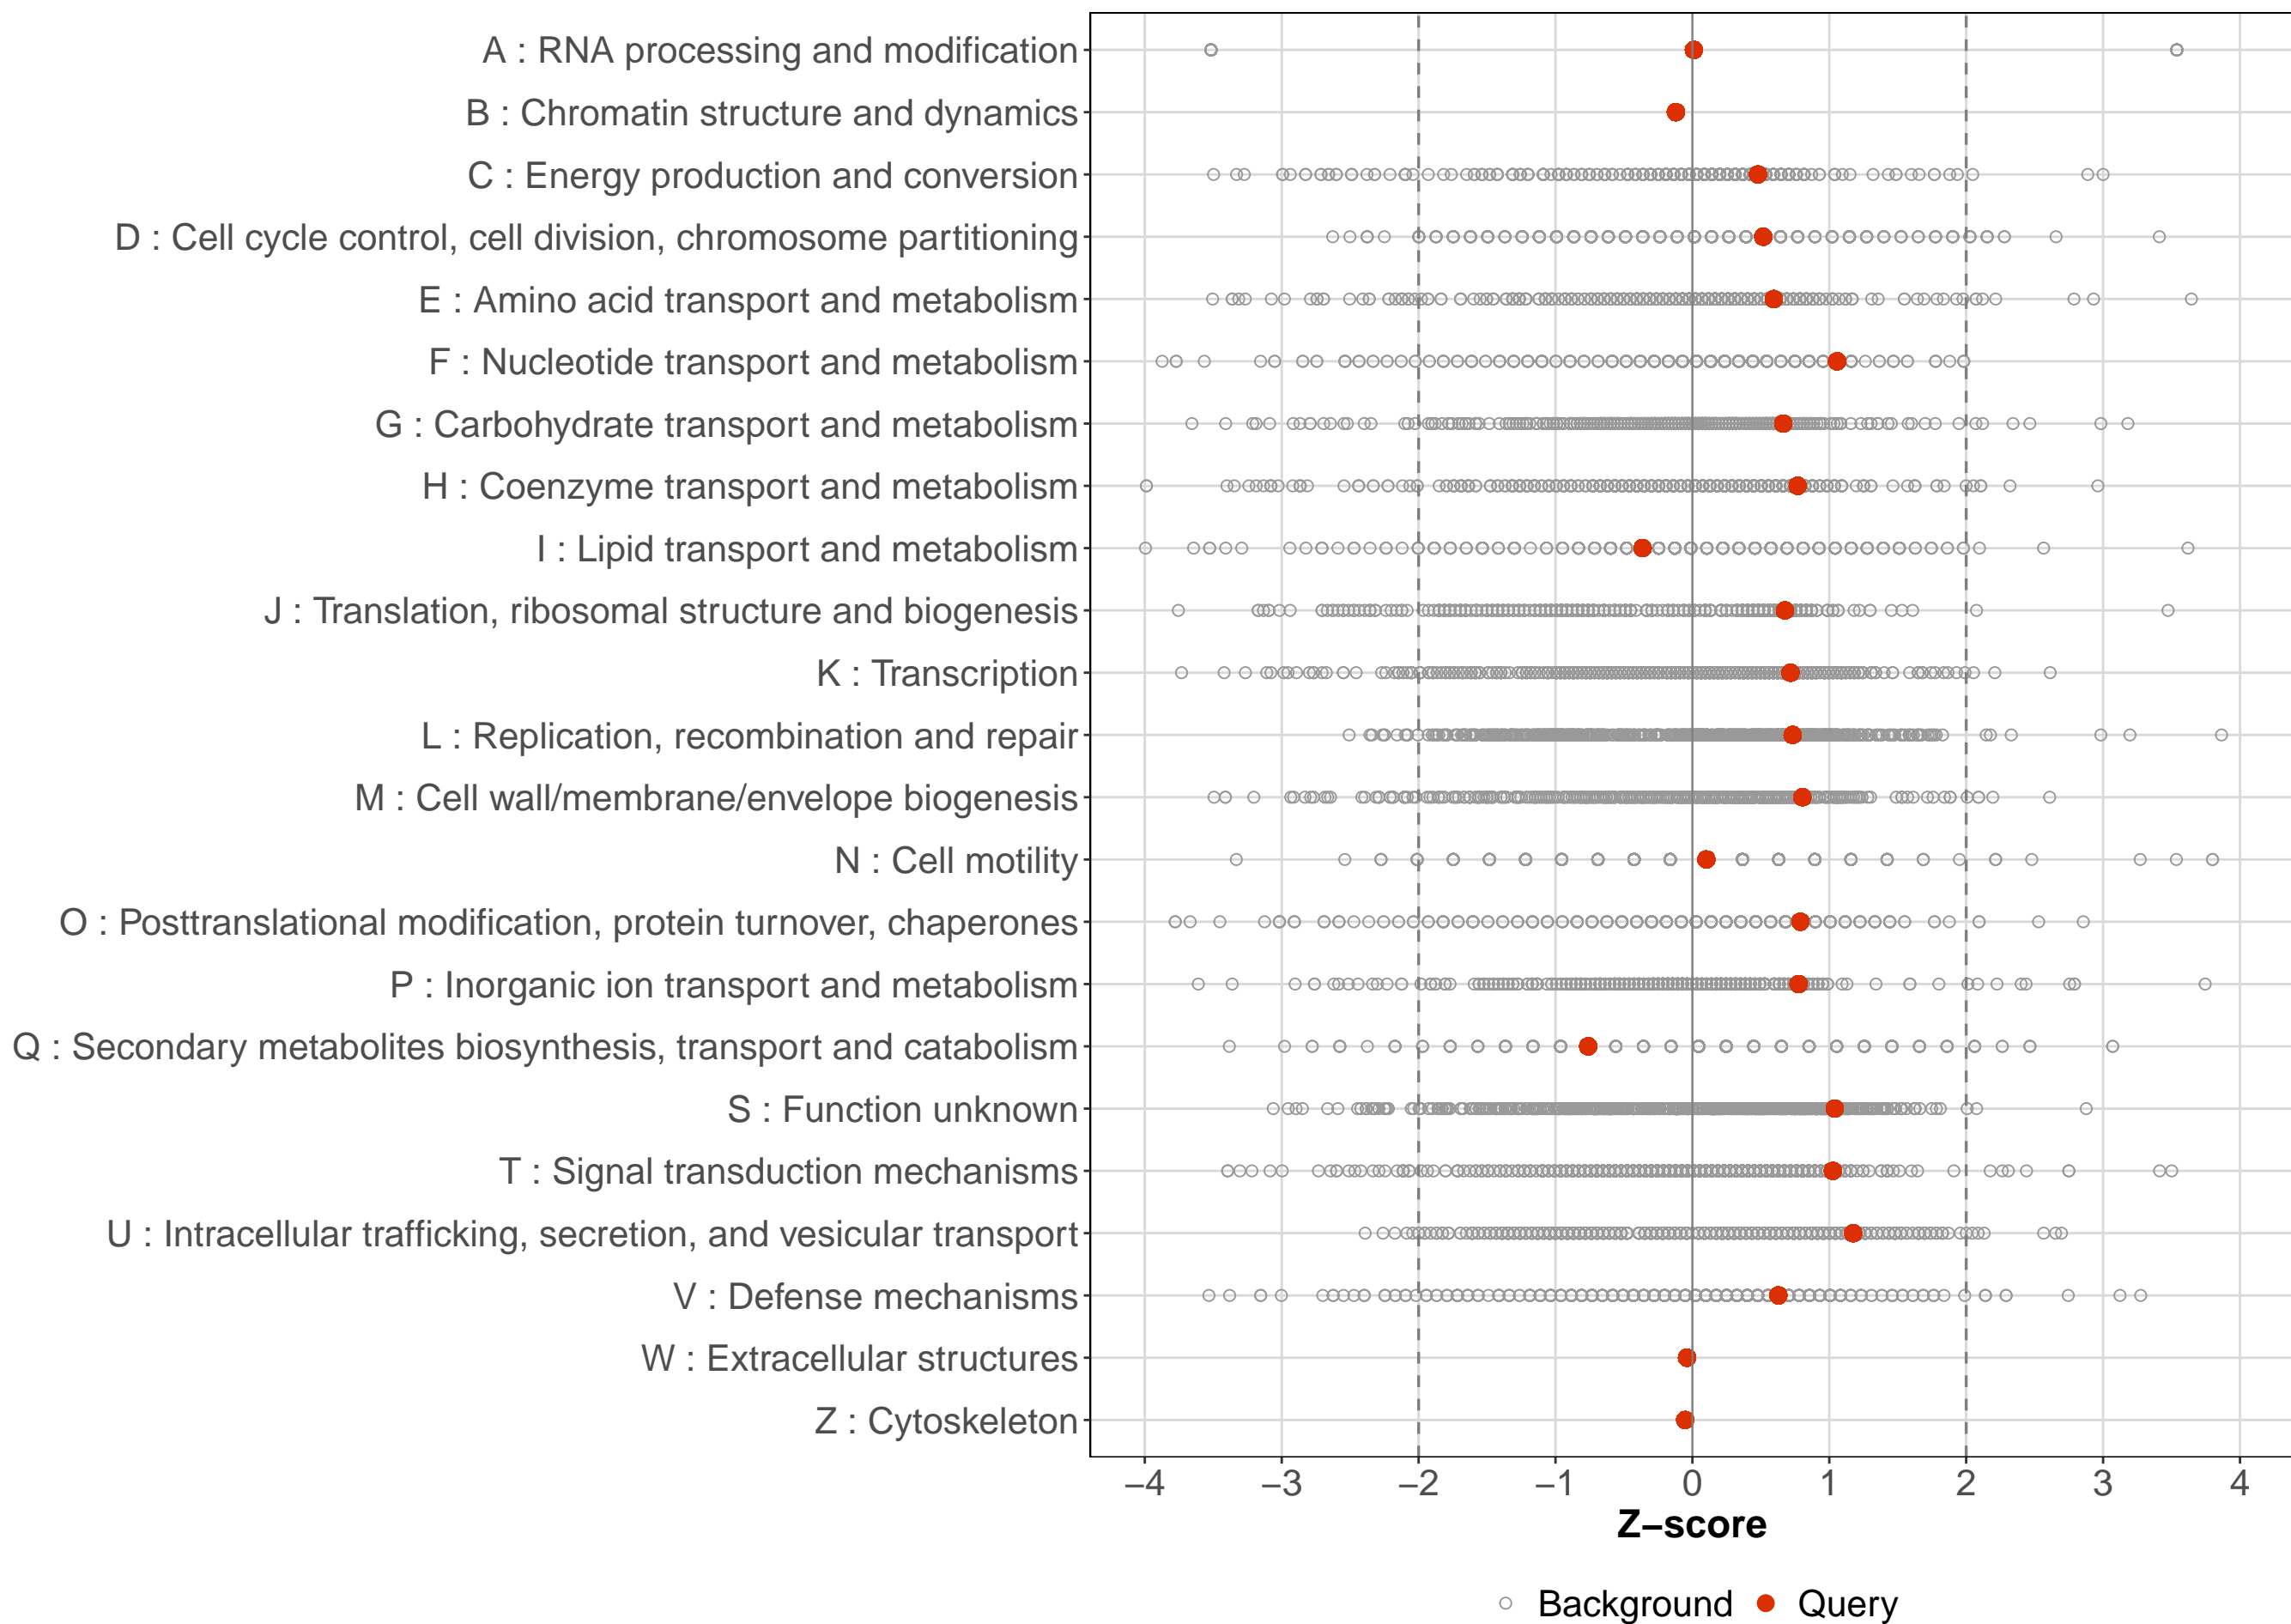 A : RNA processing and modification
B : Chromatin structure and dynamics
C : Energy production and conversion
D : Cell cycle control, cell division, chromosome partitioning
E : Amino acid transport and metabolism
F : Nucleotide transport and metabolism
G : Carbohydrate transport and metabolism
H : Coenzyme transport and metabolism
I : Lipid transport and metabolism
J : Translation, ribosomal structure and biogenesis
K : Transcription
L : Replication, recombination and repair
M : Cell wall/membrane/envelope biogenesis
N : Cell motility
O : Posttranslational modification, protein turnover, chaperones
P : Inorganic ion transport and metabolism
Q : Secondary metabolites biosynthesis, transport and catabolism
S : Function unknown
T : Signal transduction mechanisms
U : Intracellular trafficking, secretion, and vesicular transport
V : Defense mechanisms
W : Extracellular structures
Z : Cytoskeleton
−4 −3 −2 −1 0 1 2 3 4
Z−score
Background Query